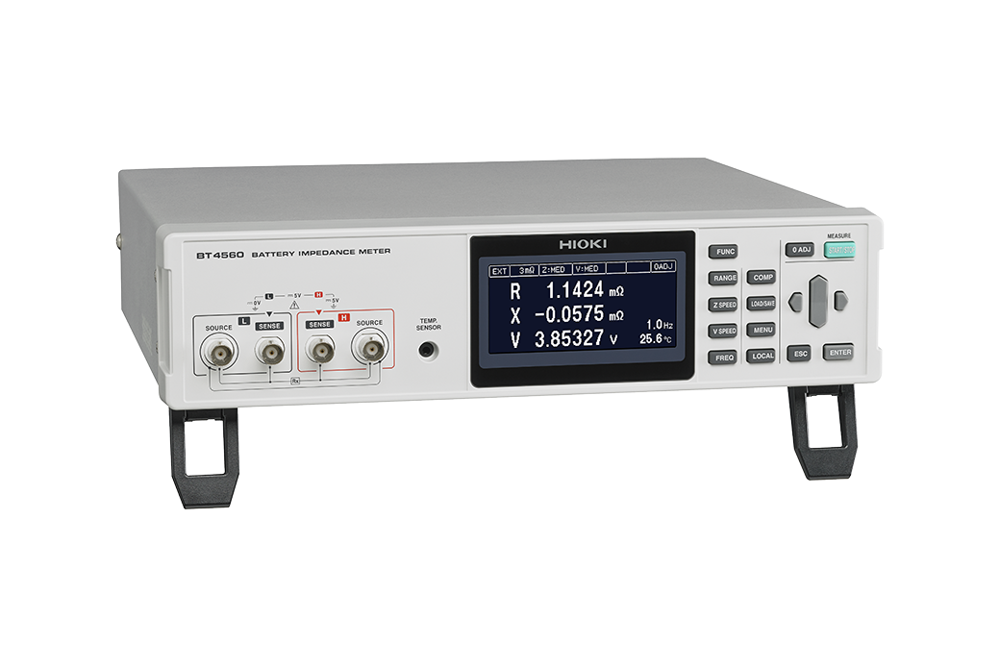 BT4560 BATTERY IMPEDANCE METER
HIOKI
MEASURE
FUNC
0 ADJ
EXT 3mΩ Z:MED V:MED 0ADJ
R 1.1424 mΩ
X -0.0575 mΩ
V 3.85327 V
1.0Hz
25.6℃
RANGE COMP
Z SPEED LOAD/SAVE
V SPEED MENU
FREQ LOCAL
ESC ENTER
L 5V H
0V 5V
SOURCE L SENSE SENSE H SOURCE
TEMP.
SENSOR
Rx